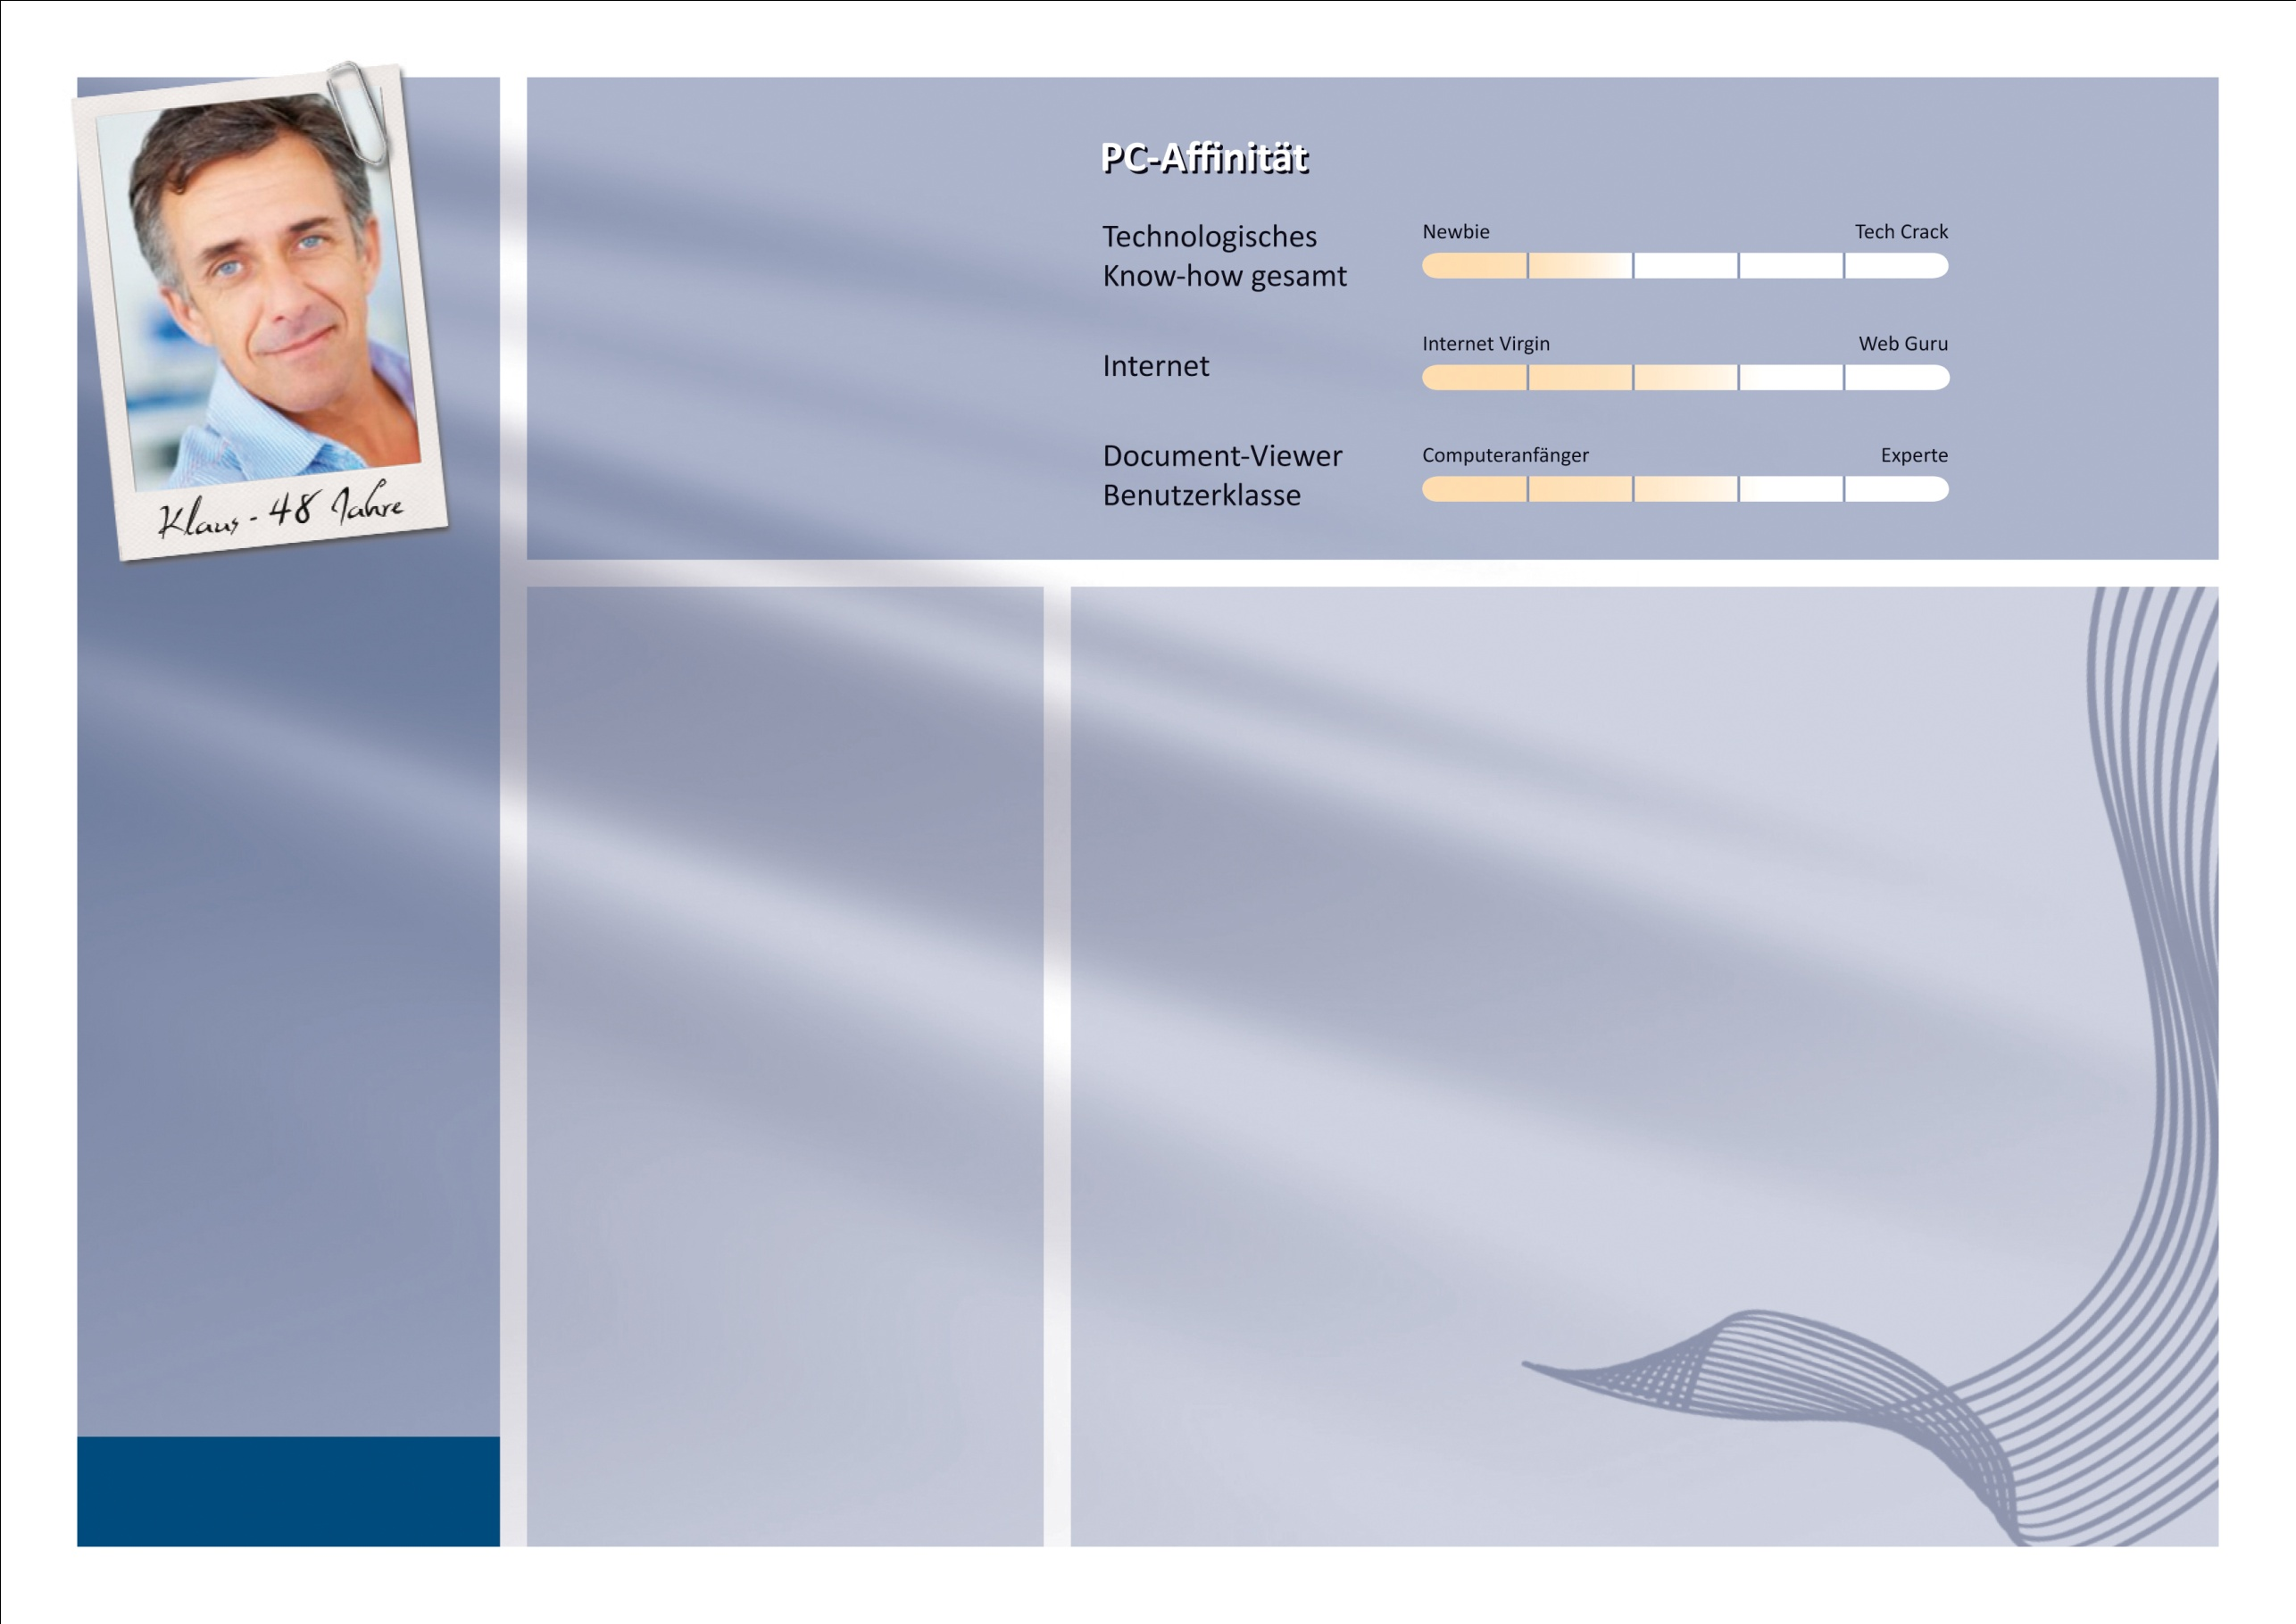 Klaus - 48 Jahre
PC-Affinität
Technologisches
Know-how gesamt
Newbie
Tech Crack
Internet
Internet Virgin
Web Guru
Document-Viewer
Benutzerklasse
Computeranfänger
Experte